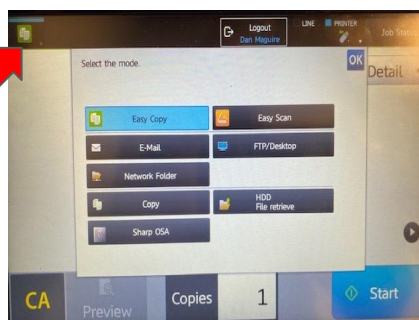 Logout
Dan Maguire
LINE
PRINTER
Job Status
Select the mode.
OK
Detail
Easy Copy
Easy Scan
E-Mail
FTP/Desktop
Network Folder
Copy
HDD
File retrieve
Sharp OSA
CA
Preview
Copies
1
Start